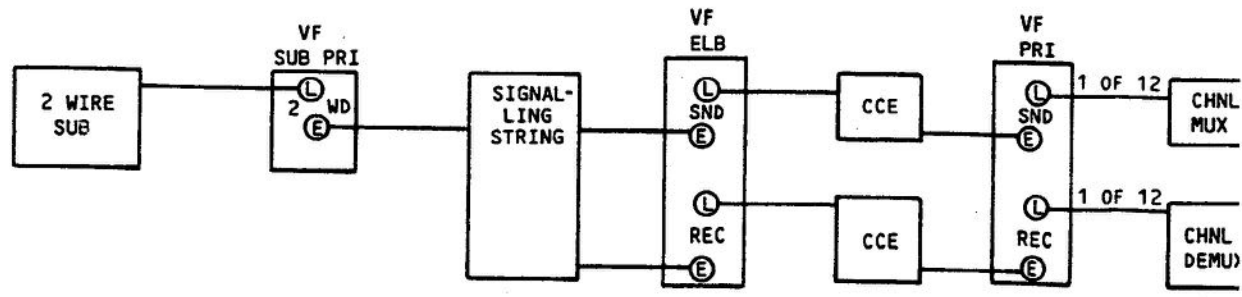 VF
SUB PRI
2 WIRE
SUB
L
2 WD
E
SIGNAL-
LING
STRING
VF
ELB
L
SND
E
L
REC
E
CCE
CCE
VF
PRI
L
SND
E
L
REC
E
1 OF 12
1 OF 12
CHNL
MUX
CHNL
DEMUX